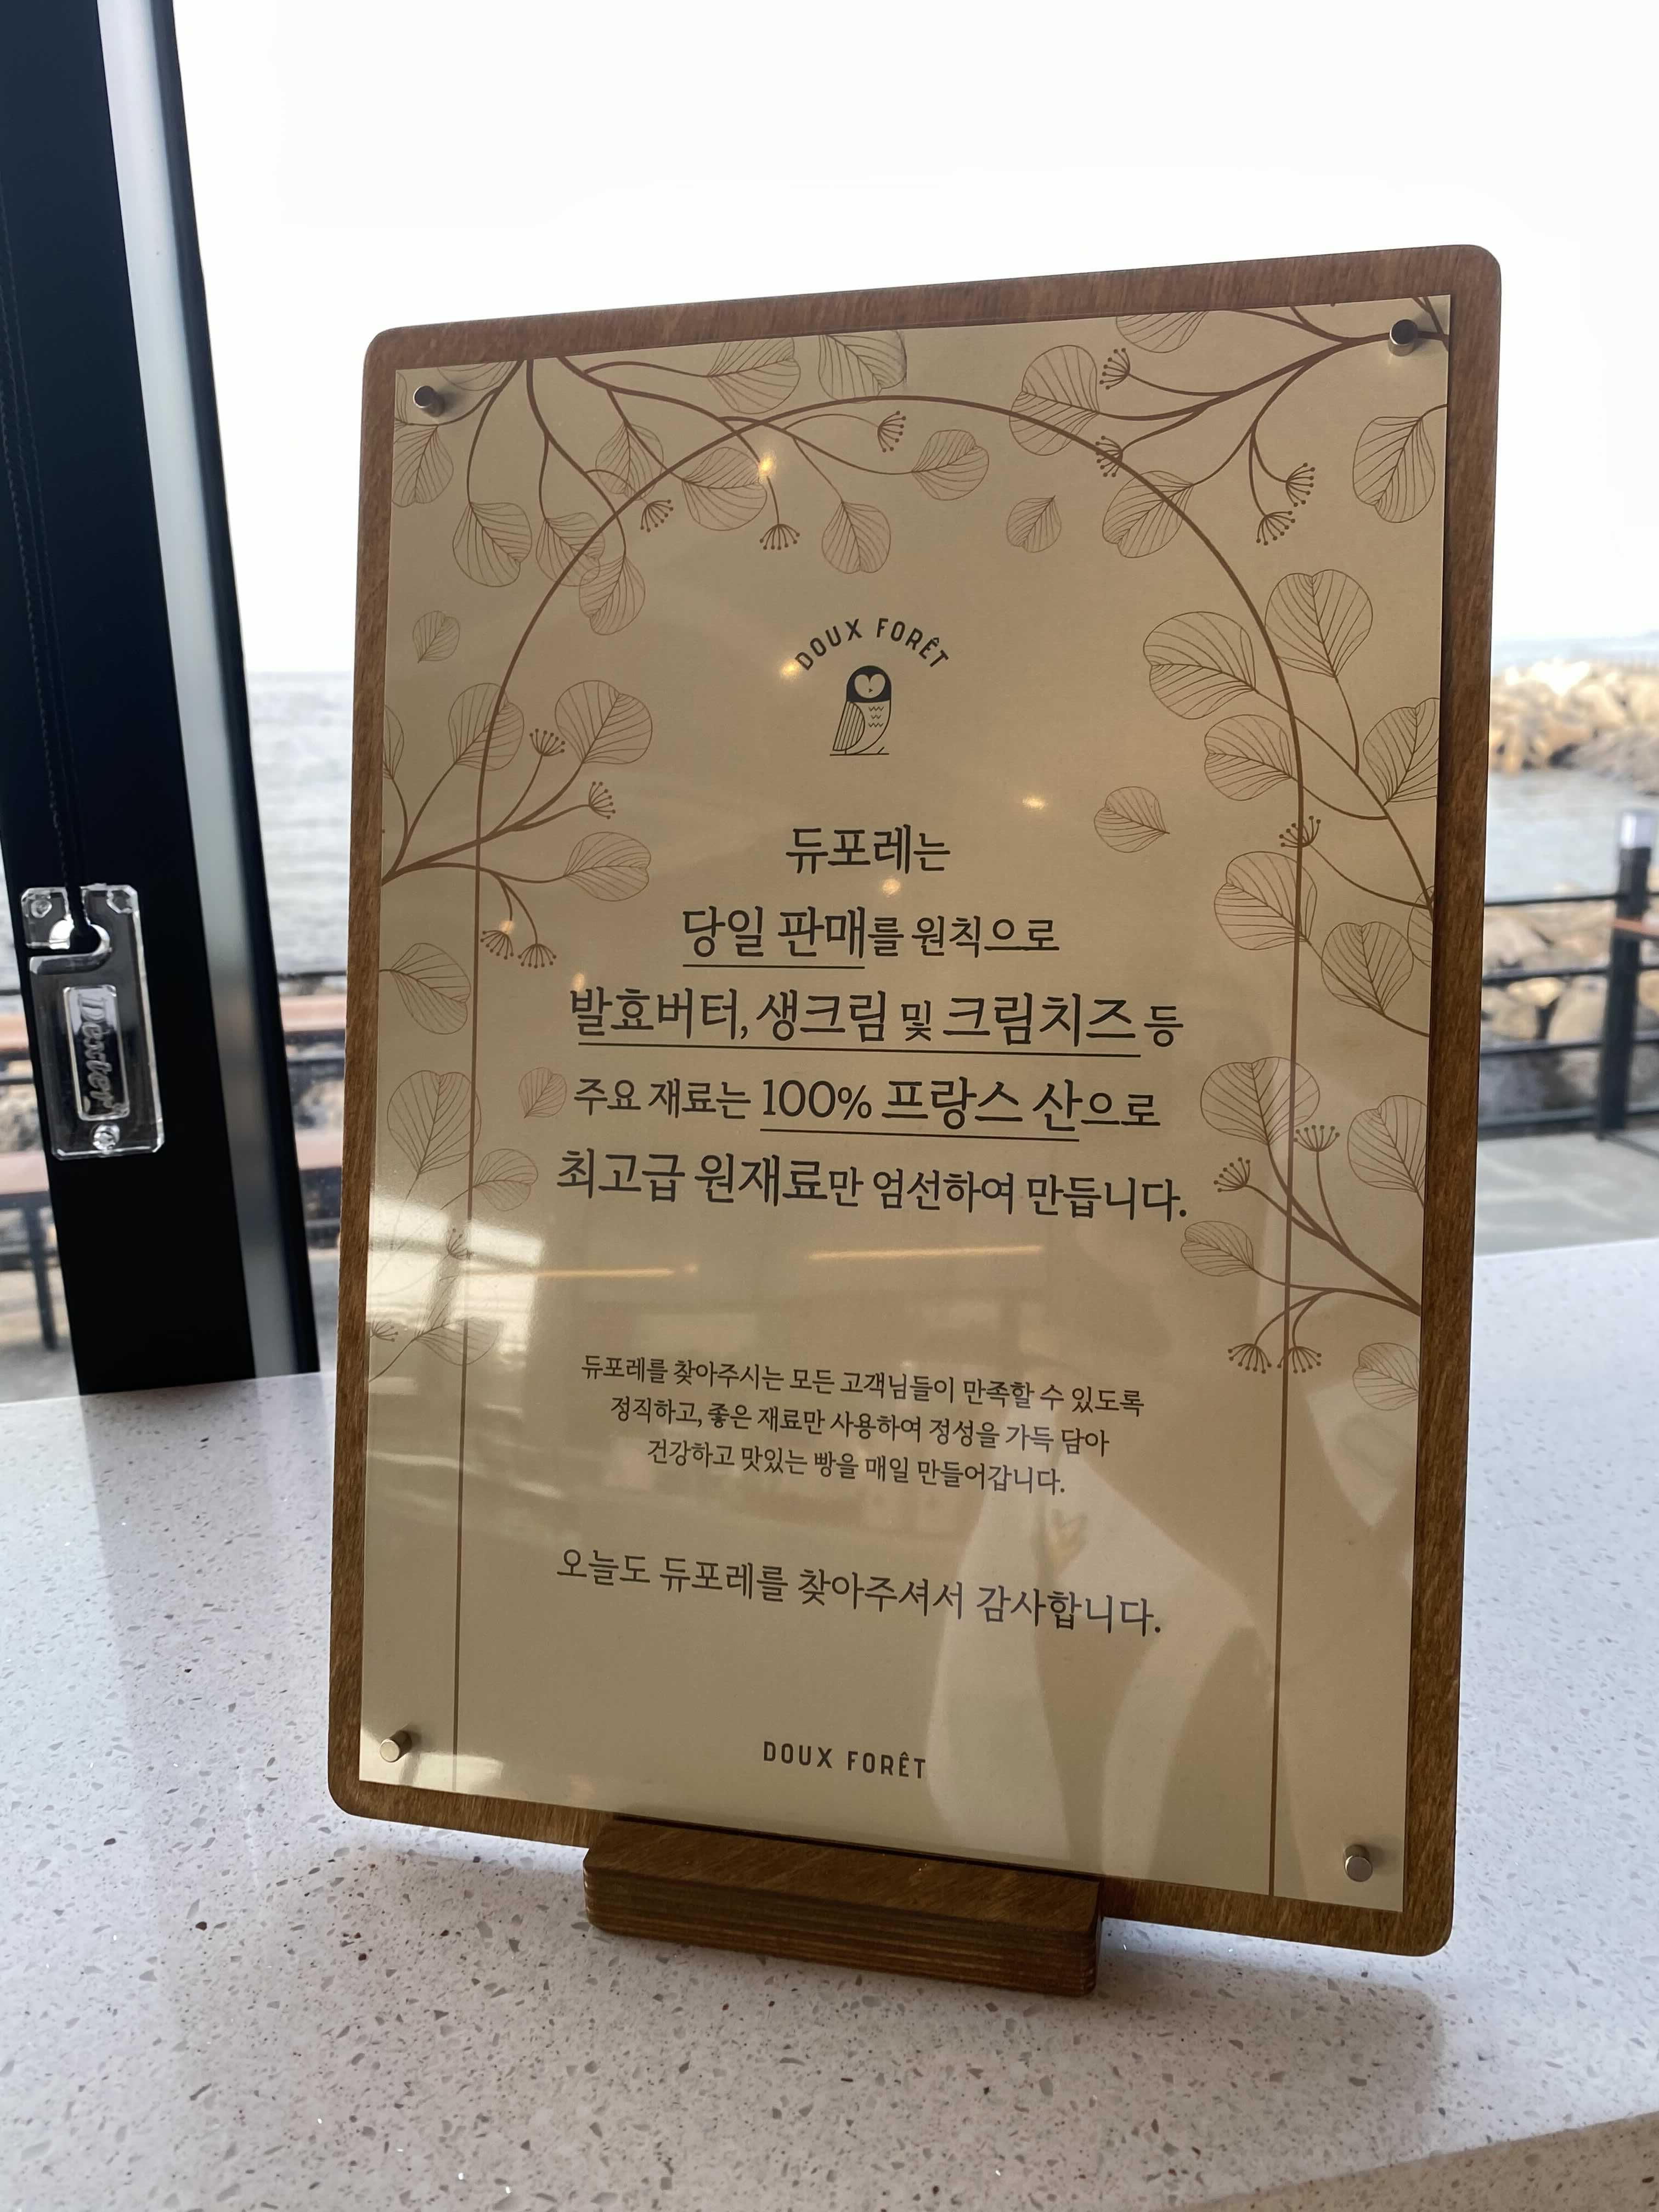 DOUX FORÊT
듀포레는
당일 판매를 원칙으로
발효버터, 생크림 및 크림치즈 등
주요 재료는 100% 프랑스 산으로
최고급 원재료만 엄선하여 만듭니다.
듀포레를 찾아주시는 모든 고객님들이 만족할 수 있도록
정직하고, 좋은 재료만 사용하여 정성을 가득 담아
건강하고 맛있는 빵을 매일 만들어갑니다.
오늘도 듀포레를 찾아주셔서 감사합니다.
DOUX FORÊT
Dexter